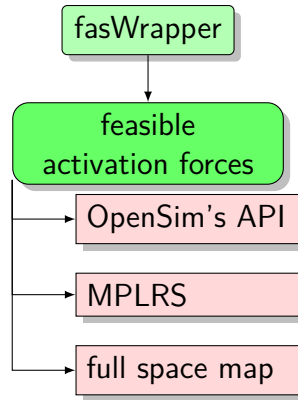 fasWrapper
feasible
activation forces
OpenSim's API
MPLRS
full space map